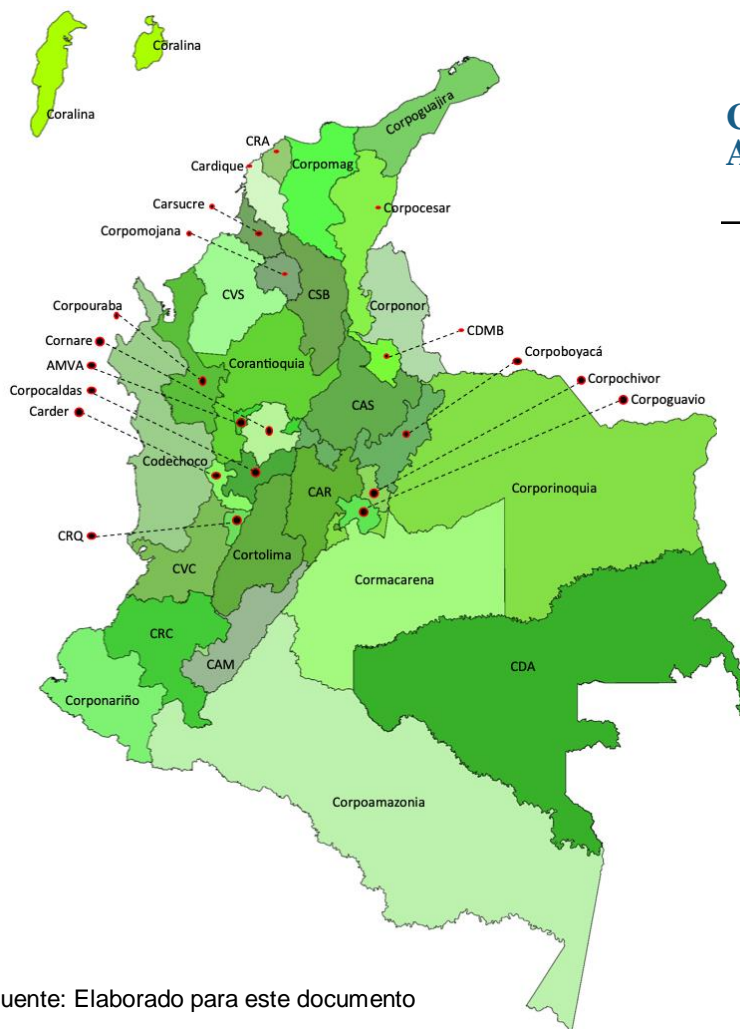 Coralina
Coralina
Corpoguajira
CRA
Corpomag
Cardique
Carsucre
Corpocesar
Corpomojana
CVS
CSB
Corponor
Corpouraba
CDMB
Cornare
Corantioquia
Corpoboyacá
AMVA
Corpochivor
Corpocaldas
CAS
Corpoguavio
Carder
Codechoco
CAR
Corporinoquia
CRQ
Cortolima
CVC
Cormacarena
CRC
CAM
CDA
Corponariño
Corpoamazonia
uente: Elaborado para este documento